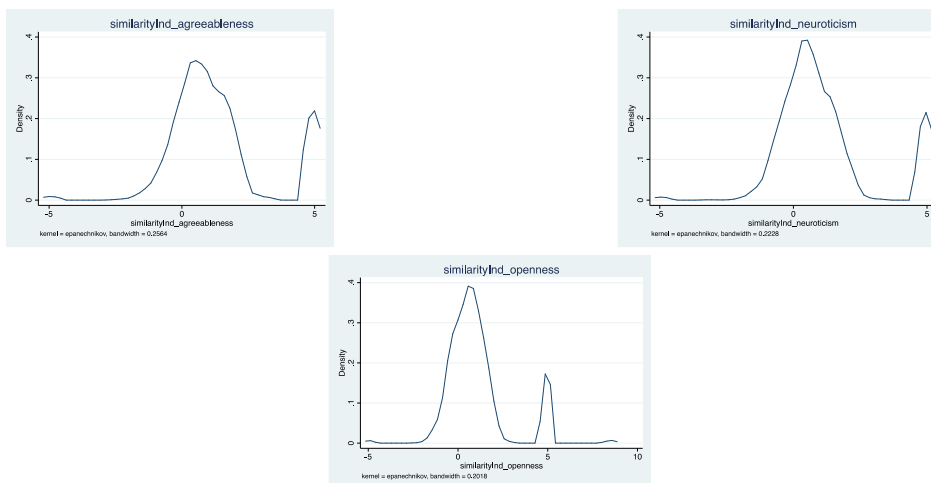 similarityInd_agreeableness
Density
.4
.3
.2
.1
0
-5
0
5
similarityInd_agreeableness
kernel = epanechnikov, bandwidth = 0.2564
similarityInd_neuroticism
Density
.4
.3
.2
.1
0
-5
0
5
similarityInd_neuroticism
kernel = epanechnikov, bandwidth = 0.2228
similarityInd_openness
Density
.4
.3
.2
.1
0
-5
0
5
10
similarityInd_openness
kernel = epanechnikov, bandwidth = 0.2018